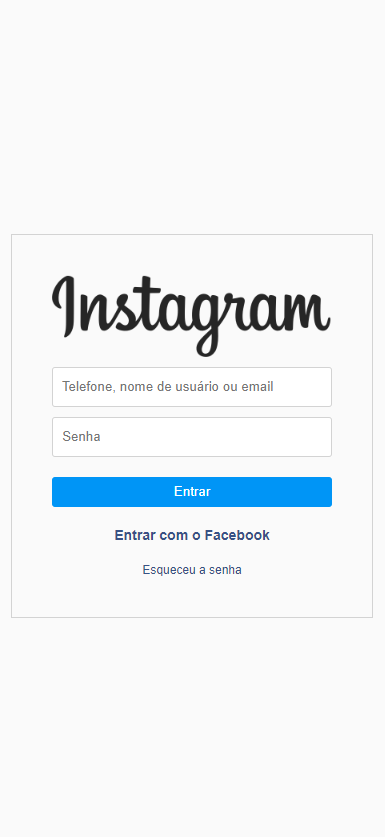 Instagram
Telefone, nome de usuário ou email
Senha
Entrar
Entrar com o Facebook
Esqueceu a senha